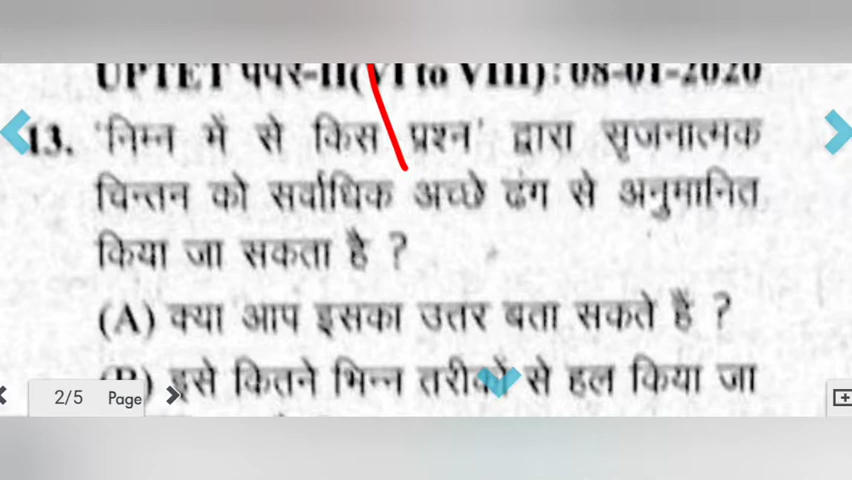 UPTET पेपर-II(VI to VIII) : 08-01-2020
13. 'निम्न में से किस प्रश्न' द्वारा सृजनात्मक
चिन्तन को सर्वाधिक अच्छे ढंग से अनुमानित
किया जा सकता है ?
(A) क्या आप इसका उत्तर बता सकते हैं ?
(B) इसे कितने भिन्न तरीकों से हल किया जा
2/5 Page